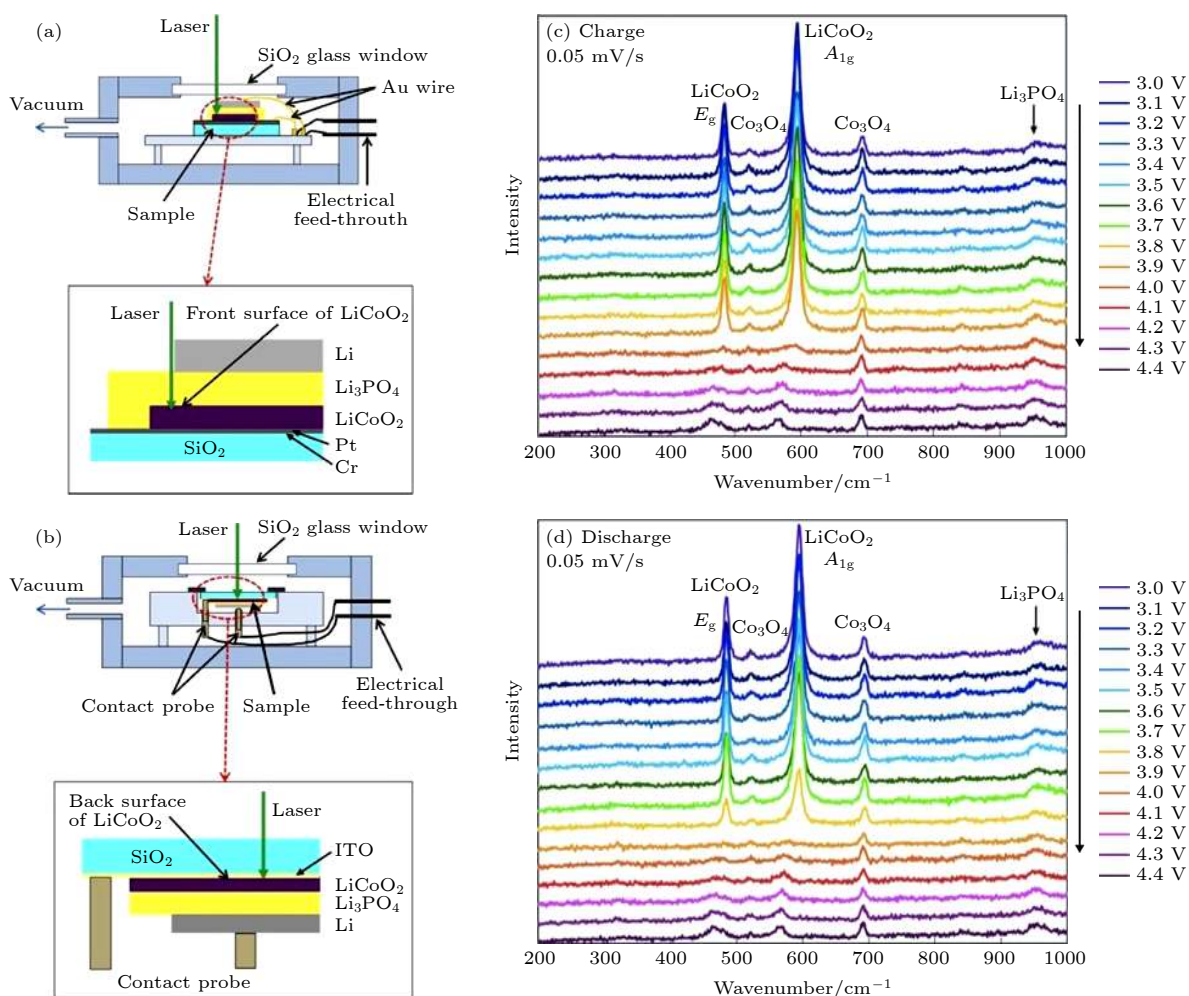 (a)
Laser
SiO₂ glass window
Au wire
Vacuum
Sample
Electrical
feed-throuth
Laser
Front surface of LiCoO₂
Li
Li₃PO₄
LiCoO₂
Pt
SiO₂
Cr
(b)
Laser
SiO₂ glass window
Vacuum
Contact probe
Sample
Electrical
feed-through
Back surface
of LiCoO₂
Laser
SiO₂
ITO
LiCoO₂
Li₃PO₄
Li
Contact probe
(c) Charge
0.05 mV/s
LiCoO₂
A₁g
LiCoO₂
Eg
Co₃O₄
Co₃O₄
Li₃PO₄
Intensity
200 300 400 500 600 700 800 900 1000
Wavenumber/cm⁻¹
3.0 V
3.1 V
3.2 V
3.3 V
3.4 V
3.5 V
3.6 V
3.7 V
3.8 V
3.9 V
4.0 V
4.1 V
4.2 V
4.3 V
4.4 V
(d) Discharge
0.05 mV/s
LiCoO₂
A₁g
LiCoO₂
Eg
Co₃O₄
Co₃O₄
Li₃PO₄
Intensity
200 300 400 500 600 700 800 900 1000
Wavenumber/cm⁻¹
3.0 V
3.1 V
3.2 V
3.3 V
3.4 V
3.5 V
3.6 V
3.7 V
3.8 V
3.9 V
4.0 V
4.1 V
4.2 V
4.3 V
4.4 V